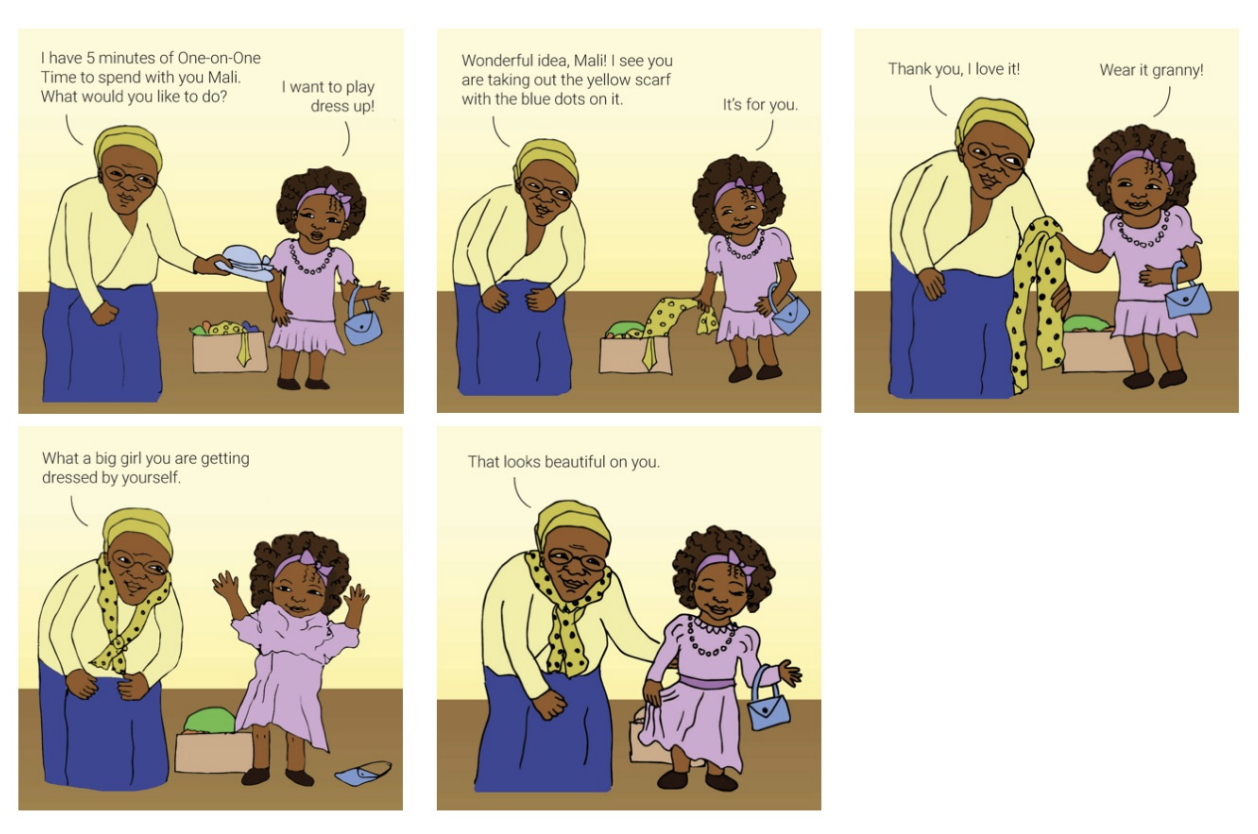 I have 5 minutes of One-on-One
Time to spend with you Mali.
What would you like to do?
I want to play
dress up!
Wonderful idea, Mali! I see you
are taking out the yellow scarf
with the blue dots on it.
It's for you.
Thank you, I love it!
Wear it granny!
What a big girl you are getting
dressed by yourself.
That looks beautiful on you.